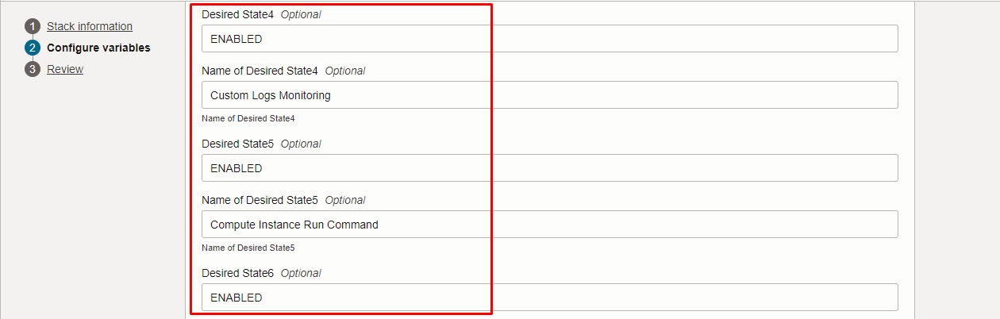 1 Stack information
2 Configure variables
3 Review
Desired State4 Optional
ENABLED
Name of Desired State4 Optional
Custom Logs Monitoring
Name of Desired State4
Desired State5 Optional
ENABLED
Name of Desired State5 Optional
Compute Instance Run Command
Name of Desired State5
Desired State6 Optional
ENABLED